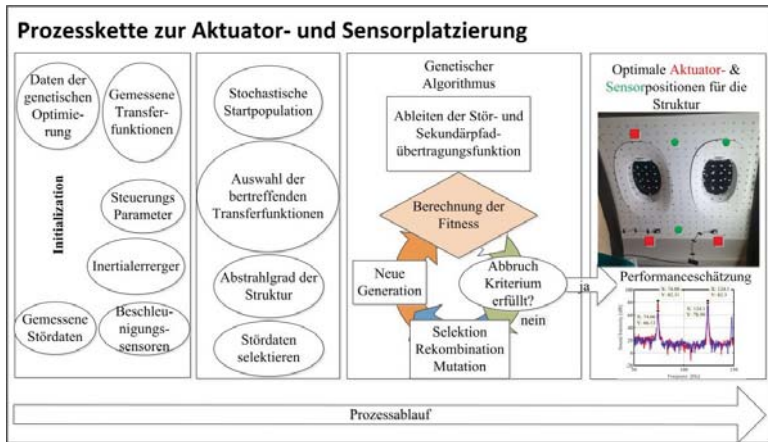 Prozesskette zur Aktuator- und Sensorplatzierung
Daten der
genetischen
Optimie-
rung
Gemessene
Transfer-
funktionen
Initialization
Steuerungs
Parameter
Inertialerrerger
Gemessene
Stördaten
Beschleu-
nigungss-
sensoren
Stochastische
Startpopulation
Auswahl der
bertreffenden
Transferfunktionen
Abstrahlgrad der
Struktur
Stördaten
selektieren
Genetischer
Algorithmus
Ableiten der Stör- und
Sekundärpfad-
übertragungsfunktion
Berechnung der
Fitness
Neue
Generation
Abbruch
Kriterium
erfüllt?
ja
nein
Selektion
Rekombination
Mutation
Optimale Aktuator- &
Sensorpositionen für die
Struktur
Performanceschätzung
Prozessablauf